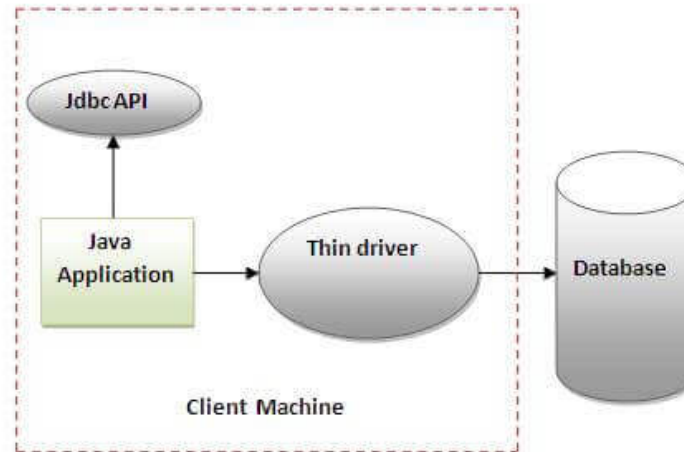 Jdbc API
Java
Application
Thin driver
Database
Client Machine